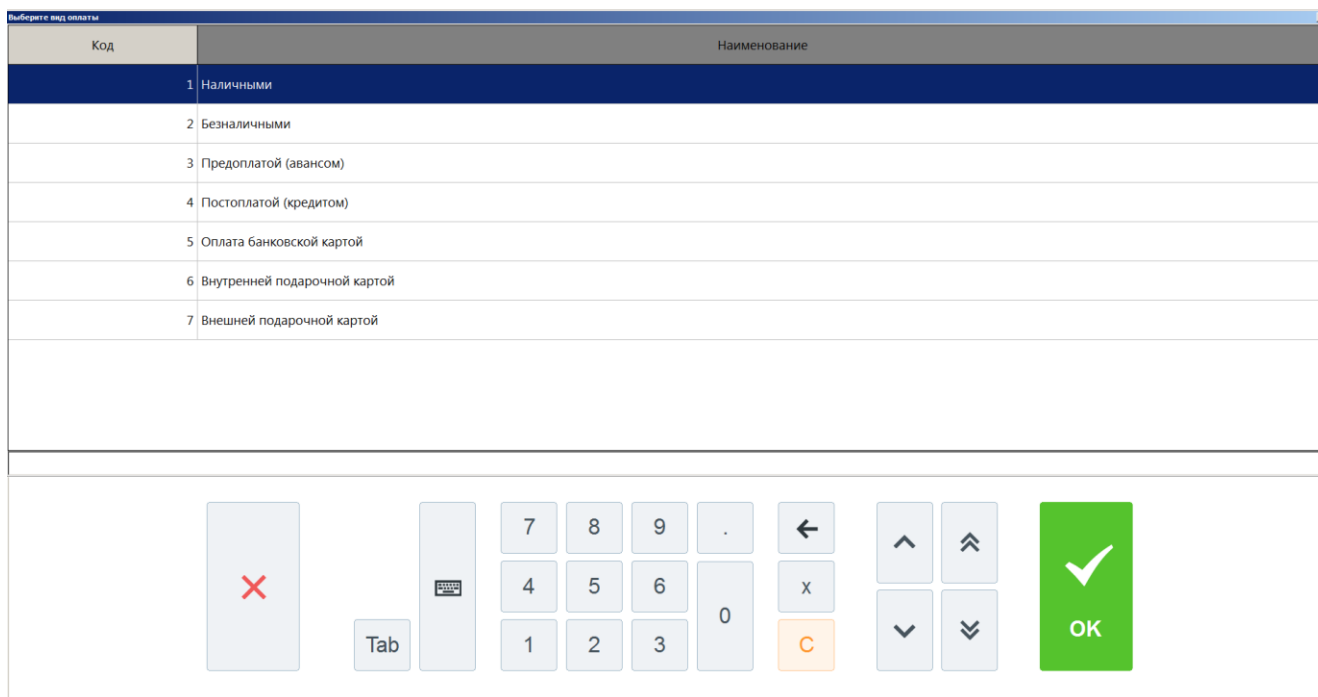 Выберите вид оплаты
Код Наименование
1 Наличными
2 Безналичными
3 Предоплатой (авансом)
4 Постоплатой (кредитом)
5 Оплата банковской картой
6 Внутренней подарочной картой
7 Внешней подарочной картой
7 8 9 .
4 5 6 x
0
Tab 1 2 3 C
OK